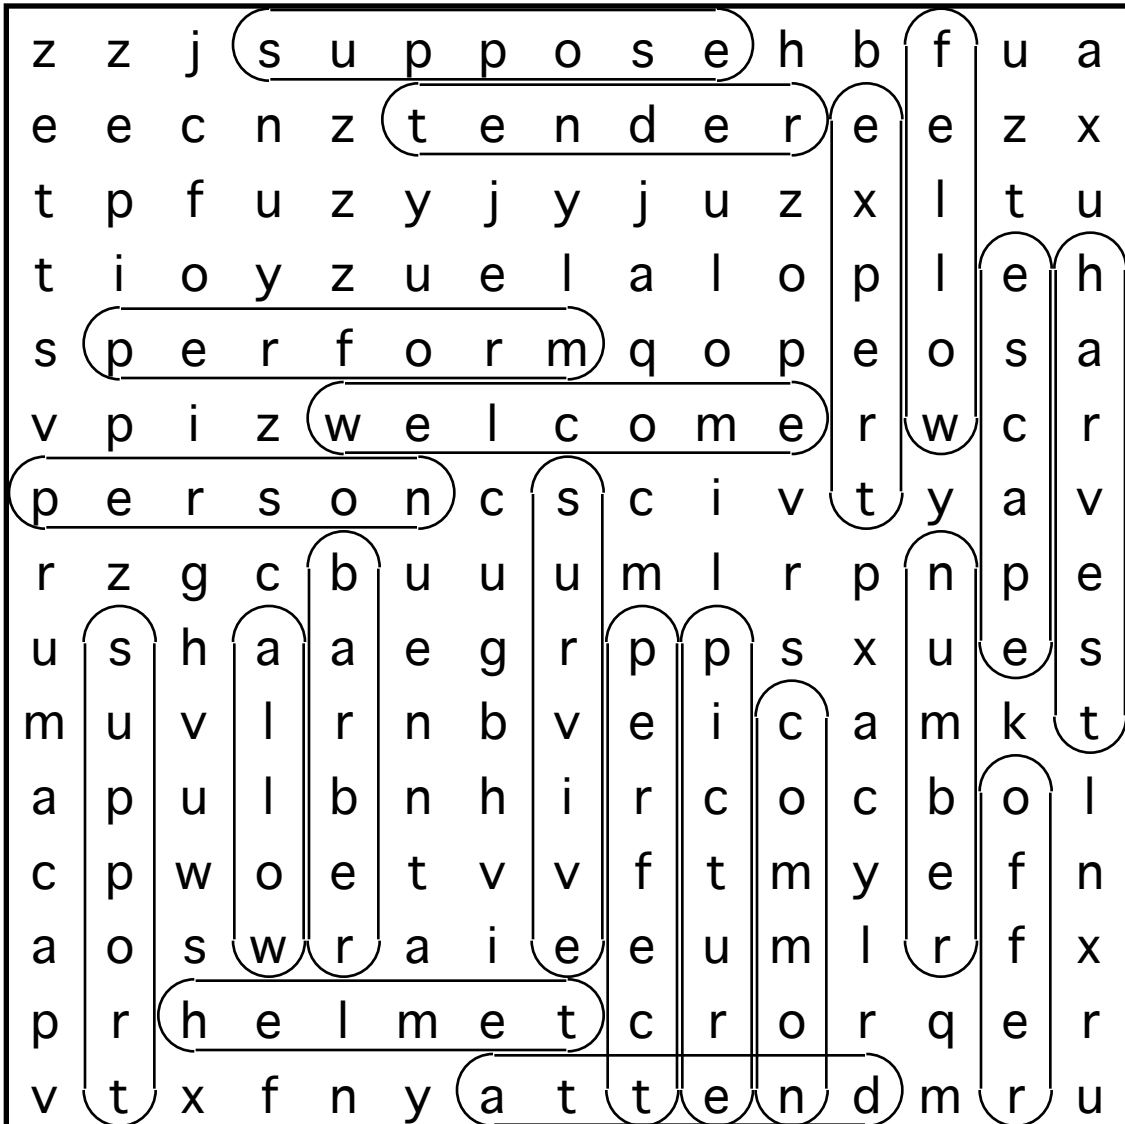 z z j s u p p o s e h b f u a
e e c n z t e n d e r e e z x
t p f u z y j y j u z x l t u
t i o y z u e l a l o p l e h
s p e r f o r m q o p e o s a
v p i z w e l c o m e r w c r
p e r s o n c s c i v t y a v
r z g c b u u u m l r p n p e
u s h a a e g r p p s x u e s
m u v l r n b v e i c a m k t
a p u l b n h i r c o c b o l
c p w o e t v v f t m y e f n
a o s w r a i e e u m l r f x
p r h e l m e t c r o r q e r
v t x f n y a t t e n d m r u